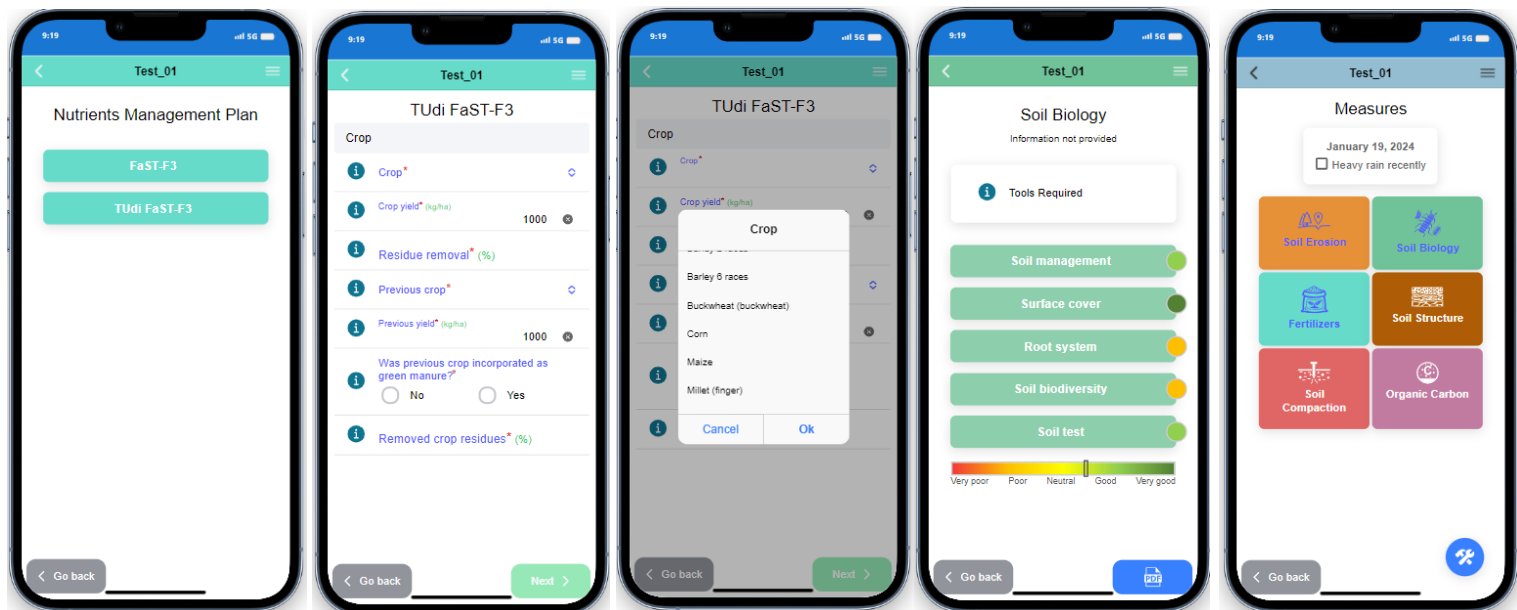 9:19
5G
Test_01
Nutrients Management Plan
FaST-F3
TUdi FaST-F3
Go back
9:19
5G
Test_01
TUdi FaST-F3
Crop
Crop*
Crop yield* (kg/ha)
1000
Residue removal* (%)
Previous crop*
Previous yield* (kg/ha)
1000
Was previous crop incorporated as
green manure?*
No Yes
Removed crop residues* (%)
Go back
Next
9:19
5G
Test_01
TUdi FaST-F3
Crop
Crop*
Crop yield* (kg/ha)
Crop
Barley 6 races
Buckwheat (buckwheat)
Corn
Maize
Millet (finger)
Cancel Ok
Go back
Next
9:19
5G
Test_01
Soil Biology
Information not provided
Tools Required
Soil management
Surface cover
Root system
Soil biodiversity
Soil test
Very poor Poor Neutral Good Very good
Go back
PDF
9:19
5G
Test_01
Measures
January 19, 2024
Heavy rain recently
Soil Erosion
Soil Biology
Fertilizers
Soil Structure
Soil
Compaction
Organic Carbon
Go back